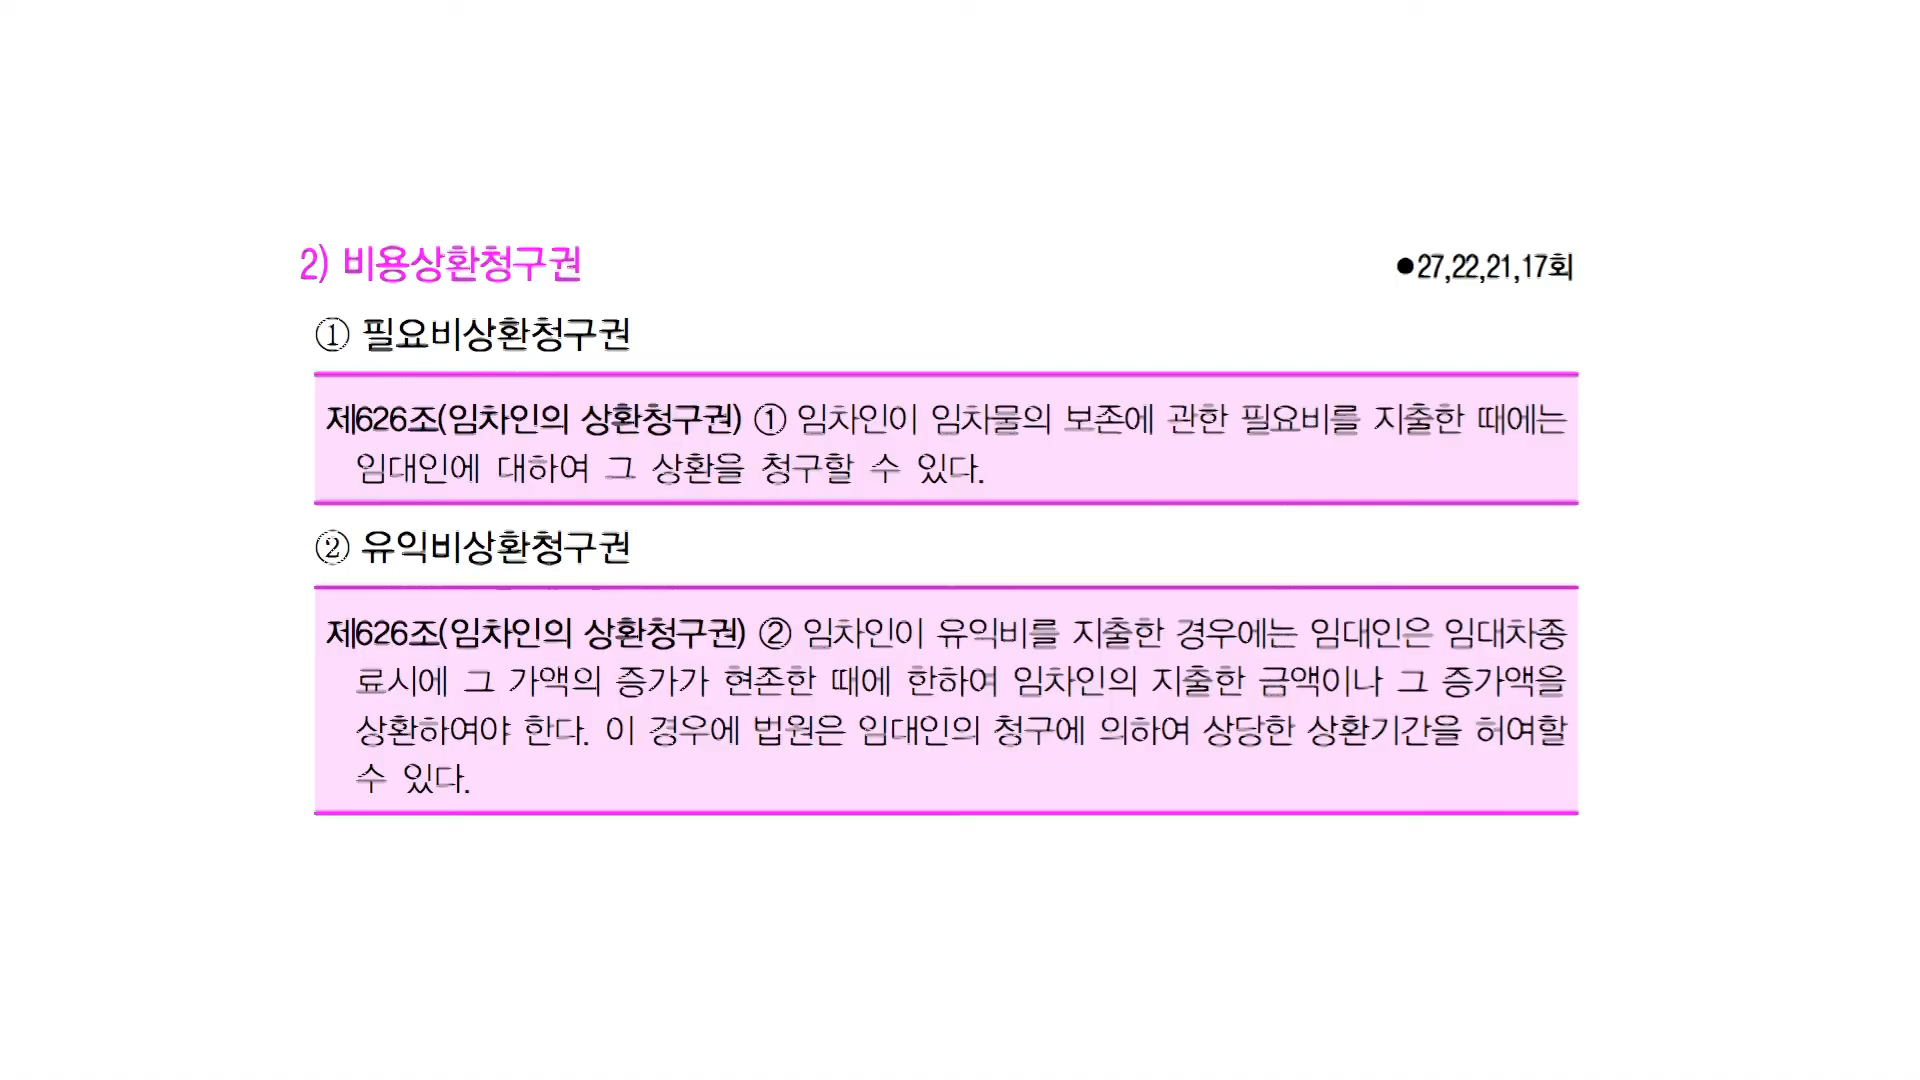 2) 비용상환청구권 ●27,22,21,17회
① 필요비상환청구권
제626조(임차인의 상환청구권) ① 임차인이 임차물의 보존에 관한 필요비를 지출한 때에는
임대인에 대하여 그 상환을 청구할 수 있다.
② 유익비상환청구권
제626조(임차인의 상환청구권) ② 임차인이 유익비를 지출한 경우에는 임대인은 임대차종
료시에 그 가액의 증가가 현존한 때에 한하여 임차인의 지출한 금액이나 그 증가액을
상환하여야 한다. 이 경우에 법원은 임대인의 청구에 의하여 상당한 상환기간을 허여할
수 있다.